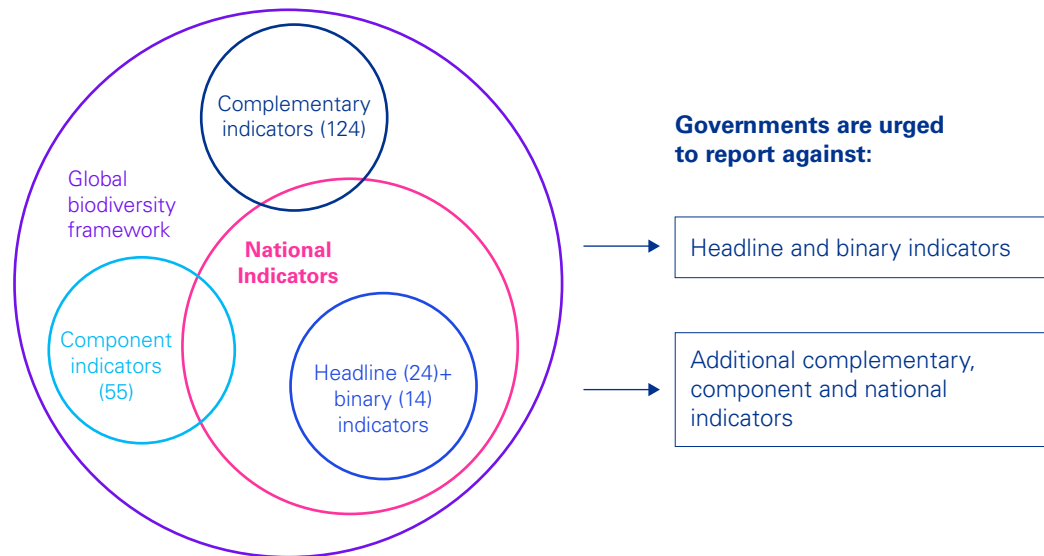 Complementary
indicators (124)
Global
biodiversity
framework
National
Indicators
Component
indicators
(55)
Headline (24)+
binary (14)
indicators
Governments are urged
to report against:
Headline and binary indicators
Additional complementary,
component and national
indicators